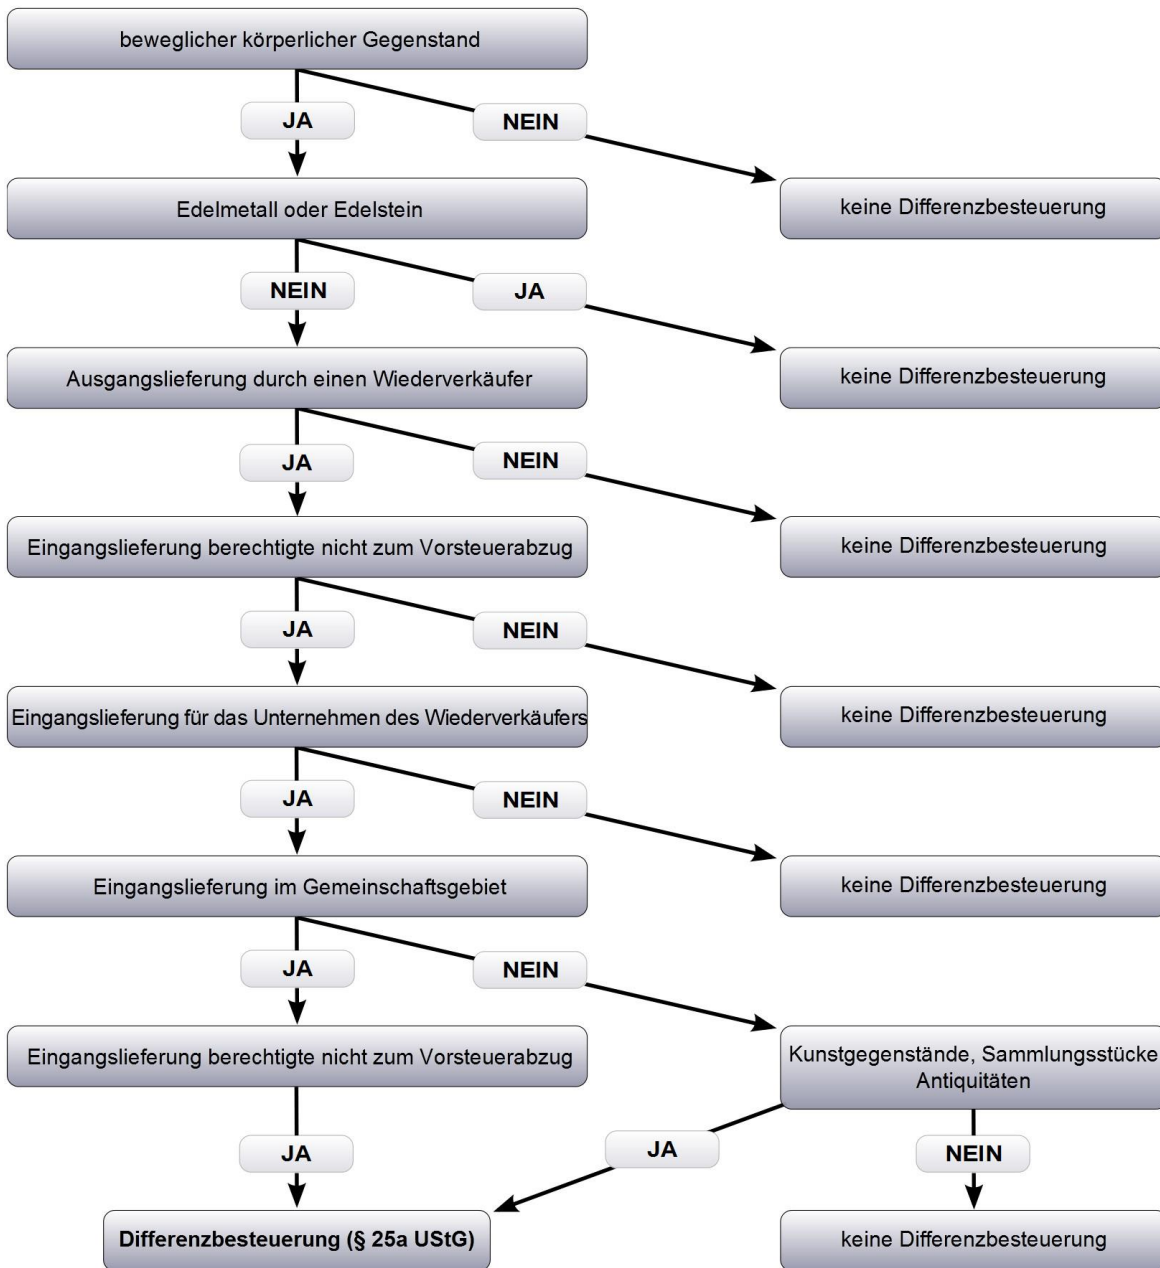 beweglicher körperlicher Gegenstand
JA
NEIN
Edelmetall oder Edelstein
keine Differenzbesteuerung
NEIN
JA
Ausgangslieferung durch einen Wiederverkäufer
keine Differenzbesteuerung
JA
NEIN
Eingangslieferung berechtigte nicht zum Vorsteuerabzug
keine Differenzbesteuerung
JA
NEIN
Eingangslieferung für das Unternehmen des Wiederverkäufers
keine Differenzbesteuerung
JA
NEIN
Eingangslieferung im Gemeinschaftsgebiet
keine Differenzbesteuerung
JA
NEIN
Eingangslieferung berechtigte nicht zum Vorsteuerabzug
Kunstgegenstände, Sammlungsstücke
Antiquitäten
JA
JA
NEIN
Differenzbesteuerung (§ 25a UStG)
keine Differenzbesteuerung